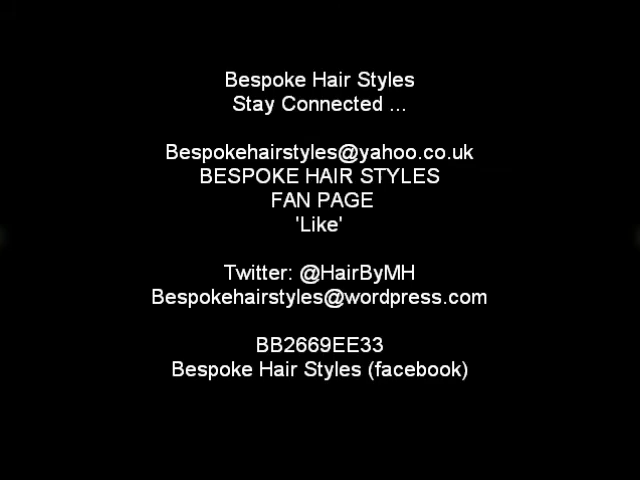 Bespoke Hair Styles
Stay Connected ...
Bespokehairstyles@yahoo.co.uk
BESPOKE HAIR STYLES
FAN PAGE
'Like'
Twitter: @HairByMH
Bespokehairstyles@wordpress.com
BB2669EE33
Bespoke Hair Styles (facebook)